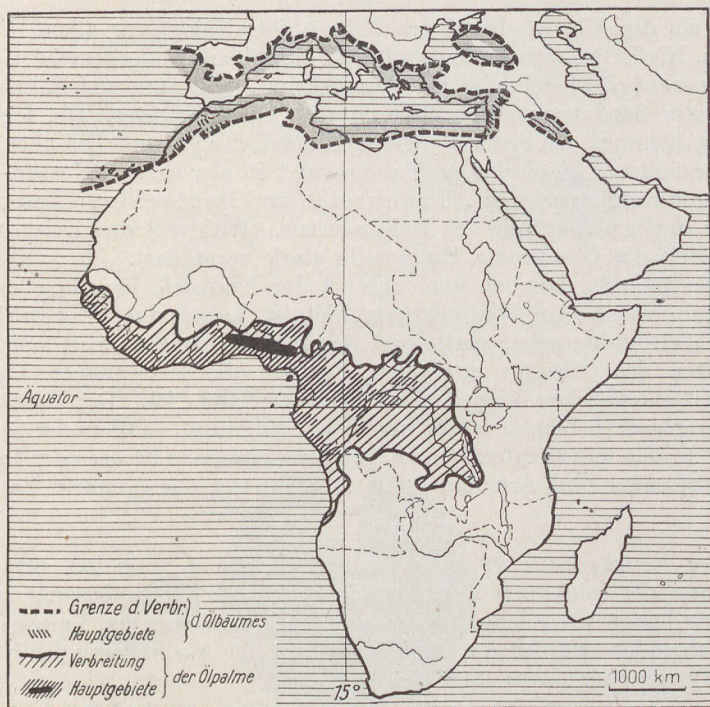 Äquator
Grenze d. Verbr.
Hauptgebiete
d Ölbaumes
Verbreitung
Hauptgebiete
der Ölpalme
15°
1000 km